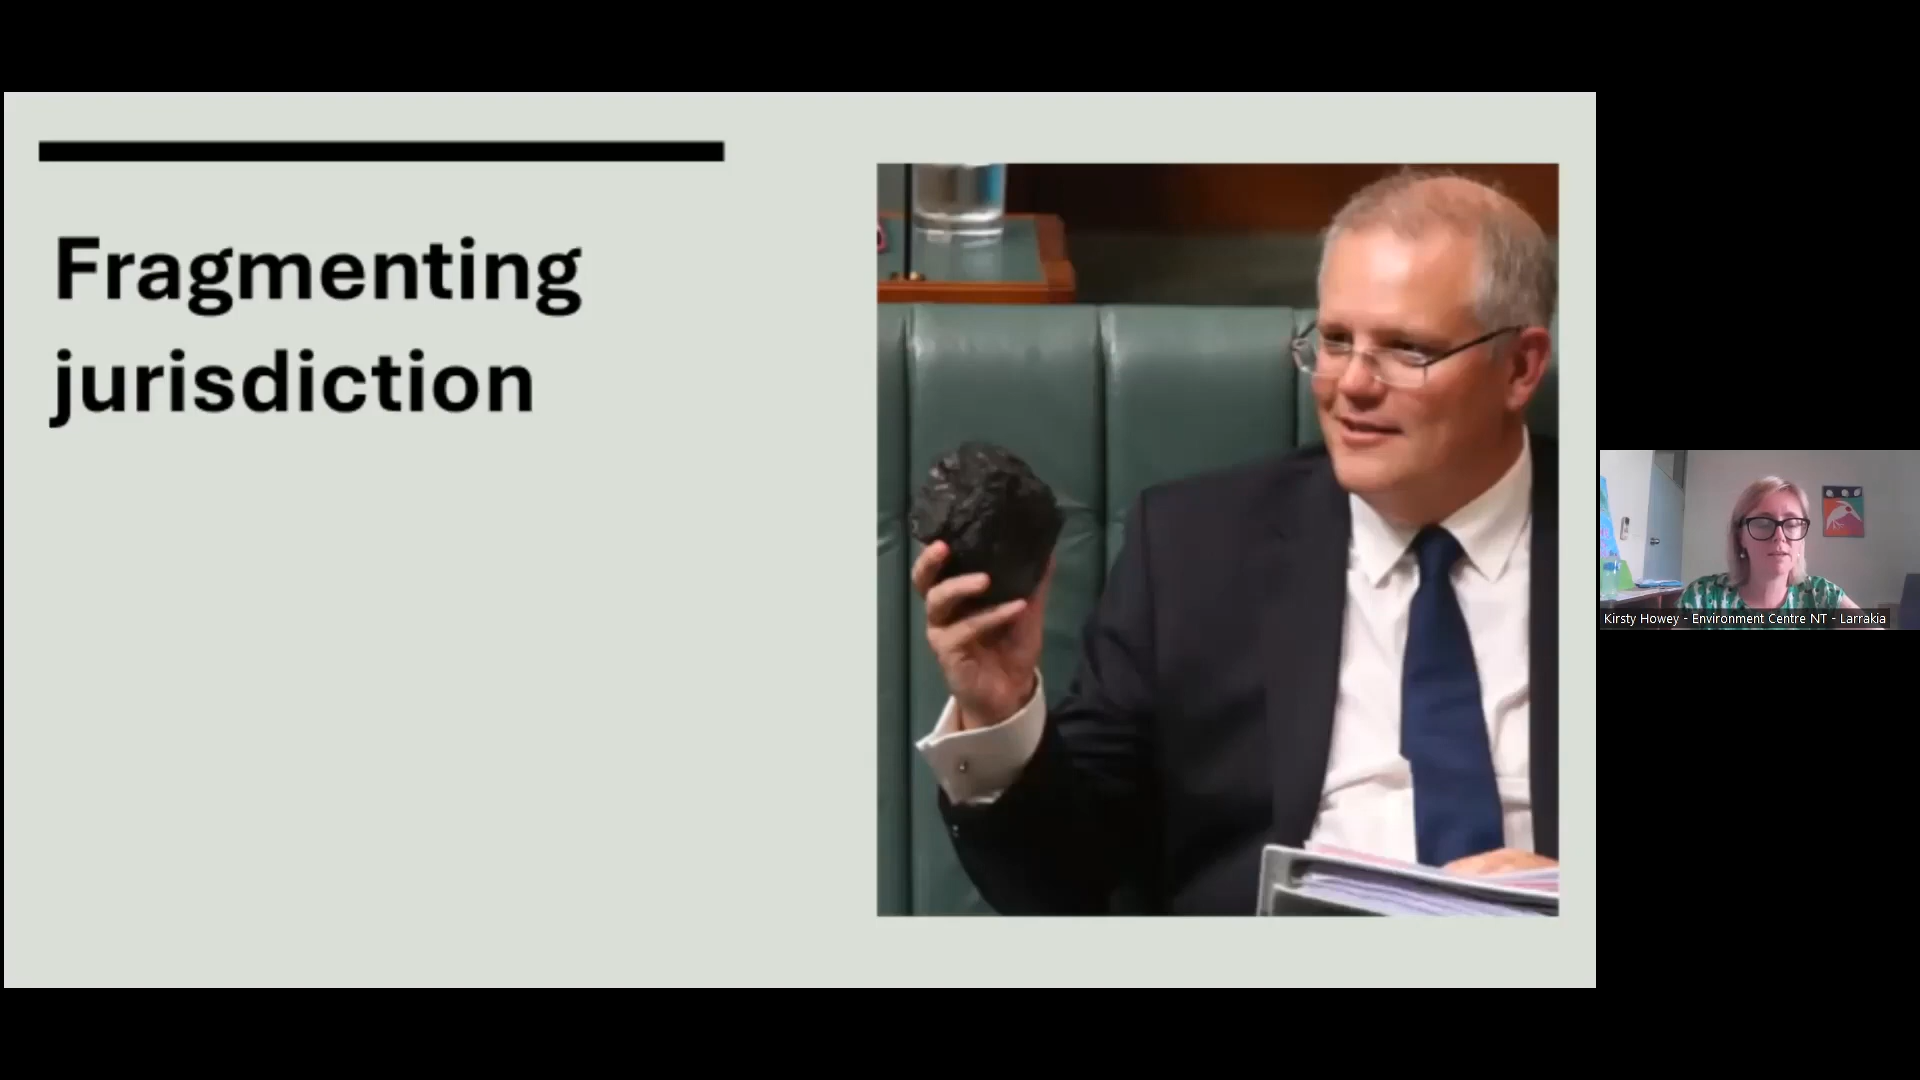 Fragmenting
jurisdiction
Kirsty Howey - Environment Centre NT - Larrakia